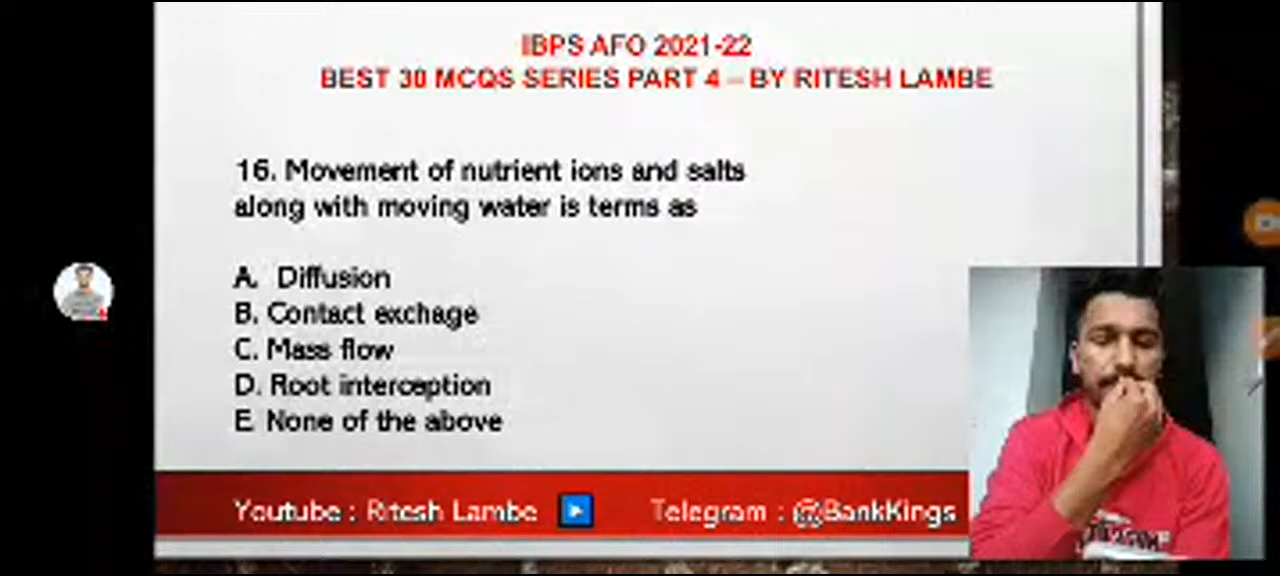 IBPS AFO 2021-22
BEST 30 MCQS SERIES PART 4 – BY RITESH LAMBE
16. Movement of nutrient ions and salts
along with moving water is terms as
A. Diffusion
B. Contact exchage
C. Mass flow
D. Root interception
E. None of the above
Youtube : Ritesh Lambe
Telegram : @BankKings